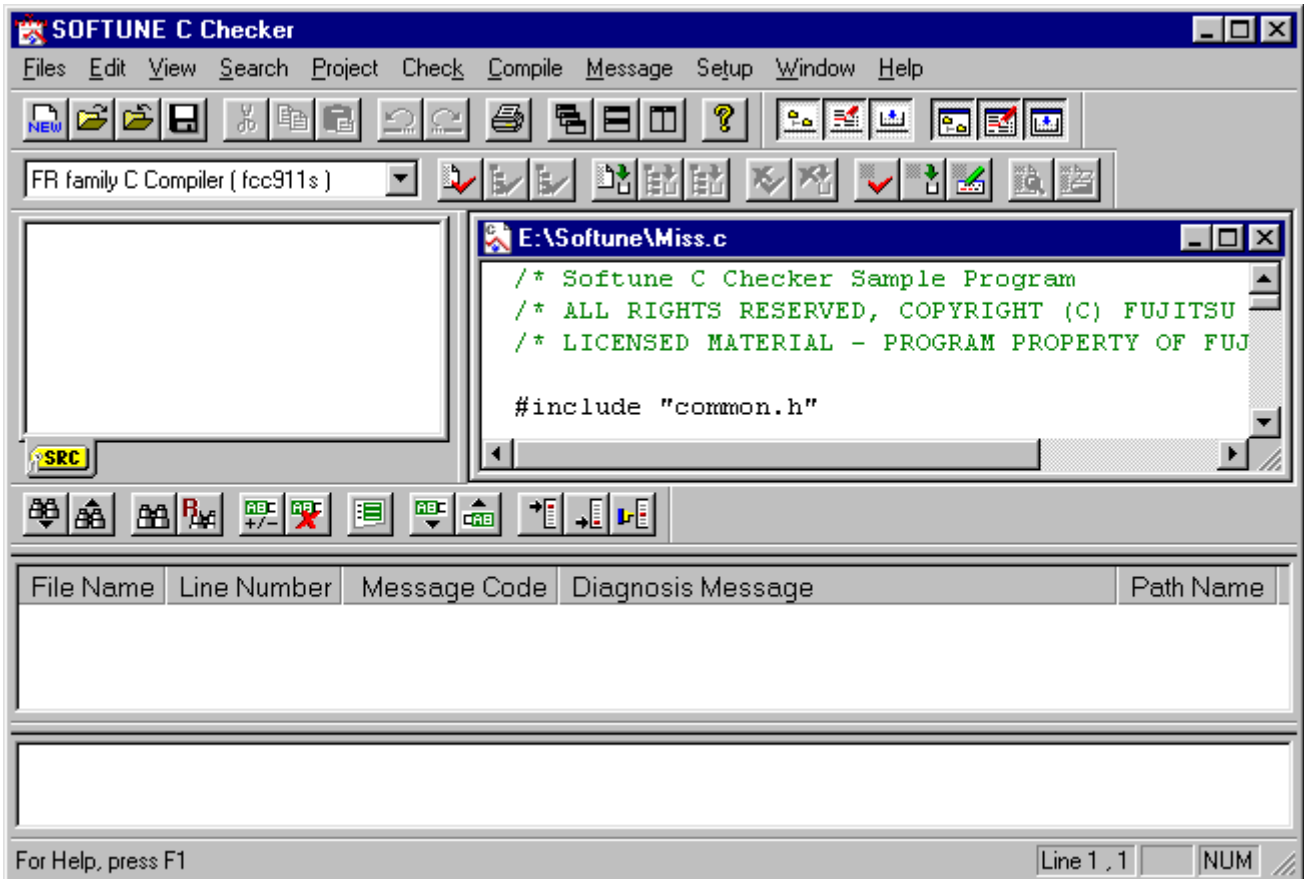 SOFTUNE C Checker
Files Edit View Search Project Check Compile Message Setup Window Help
NEW
FR family C Compiler ( fcc911s )
E:\Softune\Miss.c
/* Softune C Checker Sample Program
/* ALL RIGHTS RESERVED, COPYRIGHT (C) FUJITSU
/* LICENSED MATERIAL – PROGRAM PROPERTY OF FUJ
#include "common.h"
SRC
File Name Line Number Message Code Diagnosis Message Path Name
For Help, press F1 Line 1 , 1 NUM